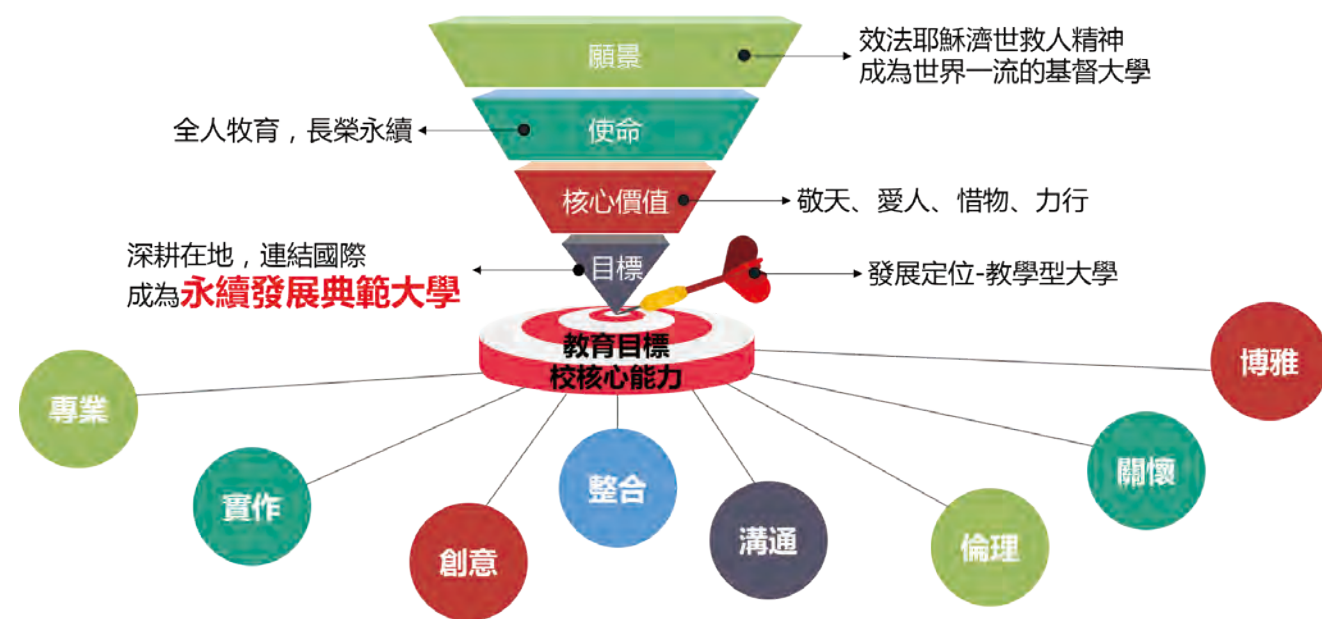 願景
效法耶穌濟世救人精神
成為世界一流的基督大學
使命
全人牧育，長榮永續
核心價值
敬天、愛人、惜物、力行
目標
深耕在地，連結國際
成為永續發展典範大學
發展定位-教學型大學
教育目標
校核心能力
專業
實作
創意
整合
溝通
倫理
關懷
博雅